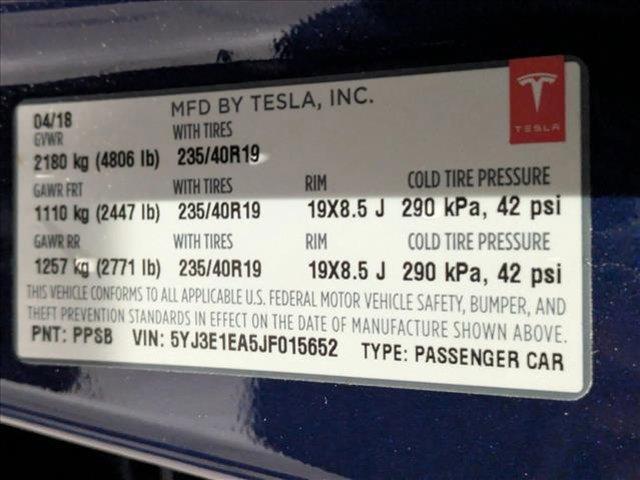 04/18 MFD BY TESLA, INC.
GVWR WITH TIRES
2180 kg (4806 lb) 235/40R19
TESLA
GAWR FRT WITH TIRES RIM COLD TIRE PRESSURE
1110 kg (2447 lb) 235/40R19 19X8.5 J 290 kPa, 42 psi
GAWR RR WITH TIRES RIM COLD TIRE PRESSURE
1257 kg (2771 lb) 235/40R19 19X8.5 J 290 kPa, 42 psi
THIS VEHICLE CONFORMS TO ALL APPLICABLE U.S. FEDERAL MOTOR VEHICLE SAFETY, BUMPER, AND
THEFT PREVENTION STANDARDS IN EFFECT ON THE DATE OF MANUFACTURE SHOWN ABOVE.
PNT: PPSB VIN: 5YJ3E1EA5JF015652 TYPE: PASSENGER CAR